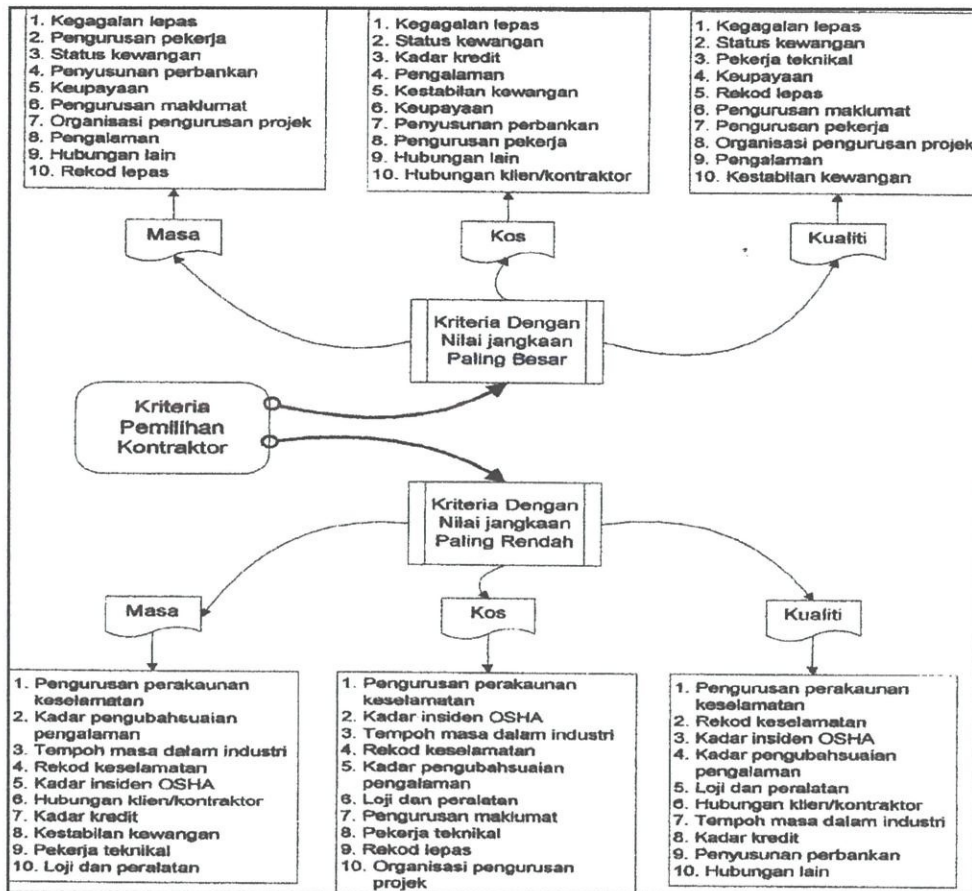 1. Kegagalan lepas
2. Pengurusan pekerja
3. Status kewangan
4. Penyusunan perbankan
5. Keupayaan
6. Pengurusan maklumat
7. Organisasi pengurusan projek
8. Pengalaman
9. Hubungan lain
10. Rekod lepas
1. Kegagalan lepas
2. Status kewangan
3. Kadar kredit
4. Pengalaman
5. Kestabilan kewangan
6. Keupayaan
7. Penyusunan perbankan
8. Pengurusan pekerja
9. Hubungan lain
10. Hubungan klien/kontraktor
1. Kegagalan lepas
2. Status kewangan
3. Pekerja teknikal
4. Keupayaan
5. Rekod lepas
6. Pengurusan maklumat
7. Pengurusan pekerja
8. Organisasi pengurusan projek
9. Pengalaman
10. Kestabilan kewangan
Masa
Kos
Kualiti
Kriteria Dengan
Nilai jangkaan
Paling Besar
Kriteria
Pemilihan
Kontraktor
Kriteria Dengan
Nilai jangkaan
Paling Rendah
Masa
Kos
Kualiti
1. Pengurusan perakaunan
keselamatan
2. Kadar pengubahsuaian
pengalaman
3. Tempoh masa dalam industri
4. Rekod keselamatan
5. Kadar insiden OSHA
6. Hubungan klien/kontraktor
7. Kadar kredit
8. Kestabilan kewangan
9. Pekerja teknikal
10. Loji dan peralatan
1. Pengurusan perakaunan
keselamatan
2. Kadar insiden OSHA
3. Tempoh masa dalam industri
4. Rekod keselamatan
5. Kadar pengubahsuaian
pengalaman
6. Loji dan peralatan
7. Pengurusan maklumat
8. Pekerja teknikal
9. Rekod lepas
10. Organisasi pengurusan
projek
1. Pengurusan perakaunan
keselamatan
2. Rekod keselamatan
3. Kadar insiden OSHA
4. Kadar pengubahsuaian
pengalaman
5. Loji dan peralatan
6. Hubungan klien/kontraktor
7. Tempoh masa dalam industri
8. Kadar kredit
9. Penyusunan perbankan
10. Hubungan lain